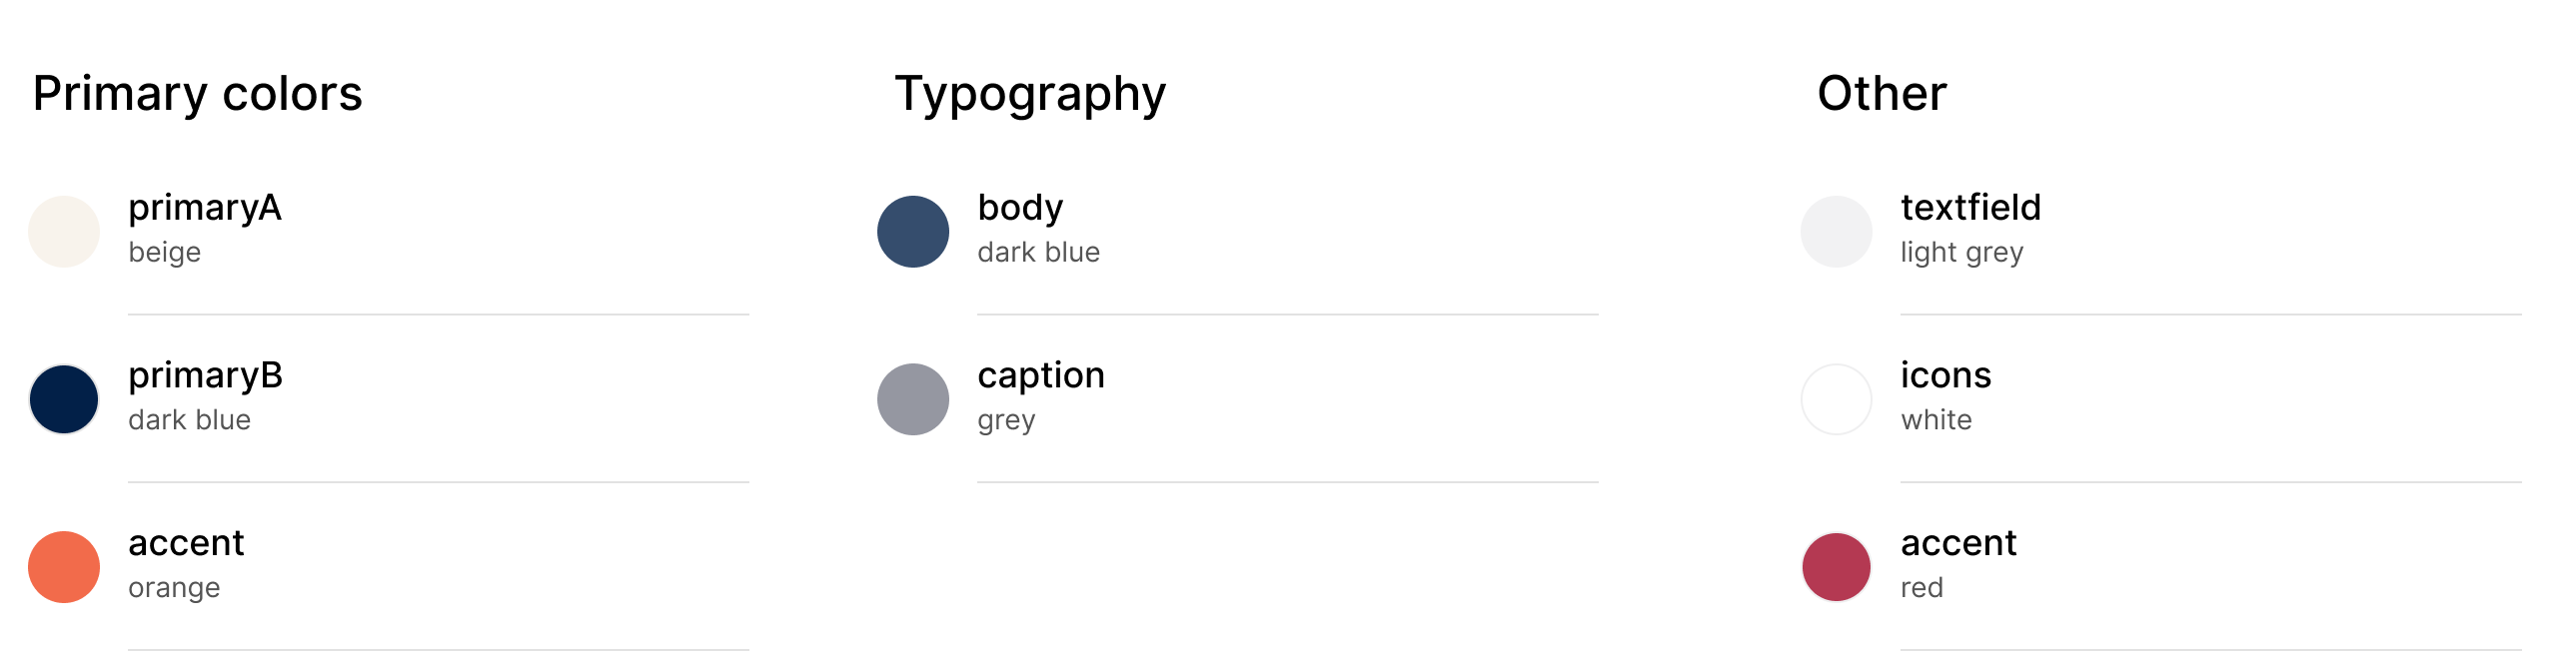 Primary colors
primaryA
beige
primaryB
dark blue
accent
orange
Typography
body
dark blue
caption
grey
Other
textfield
light grey
icons
white
accent
red